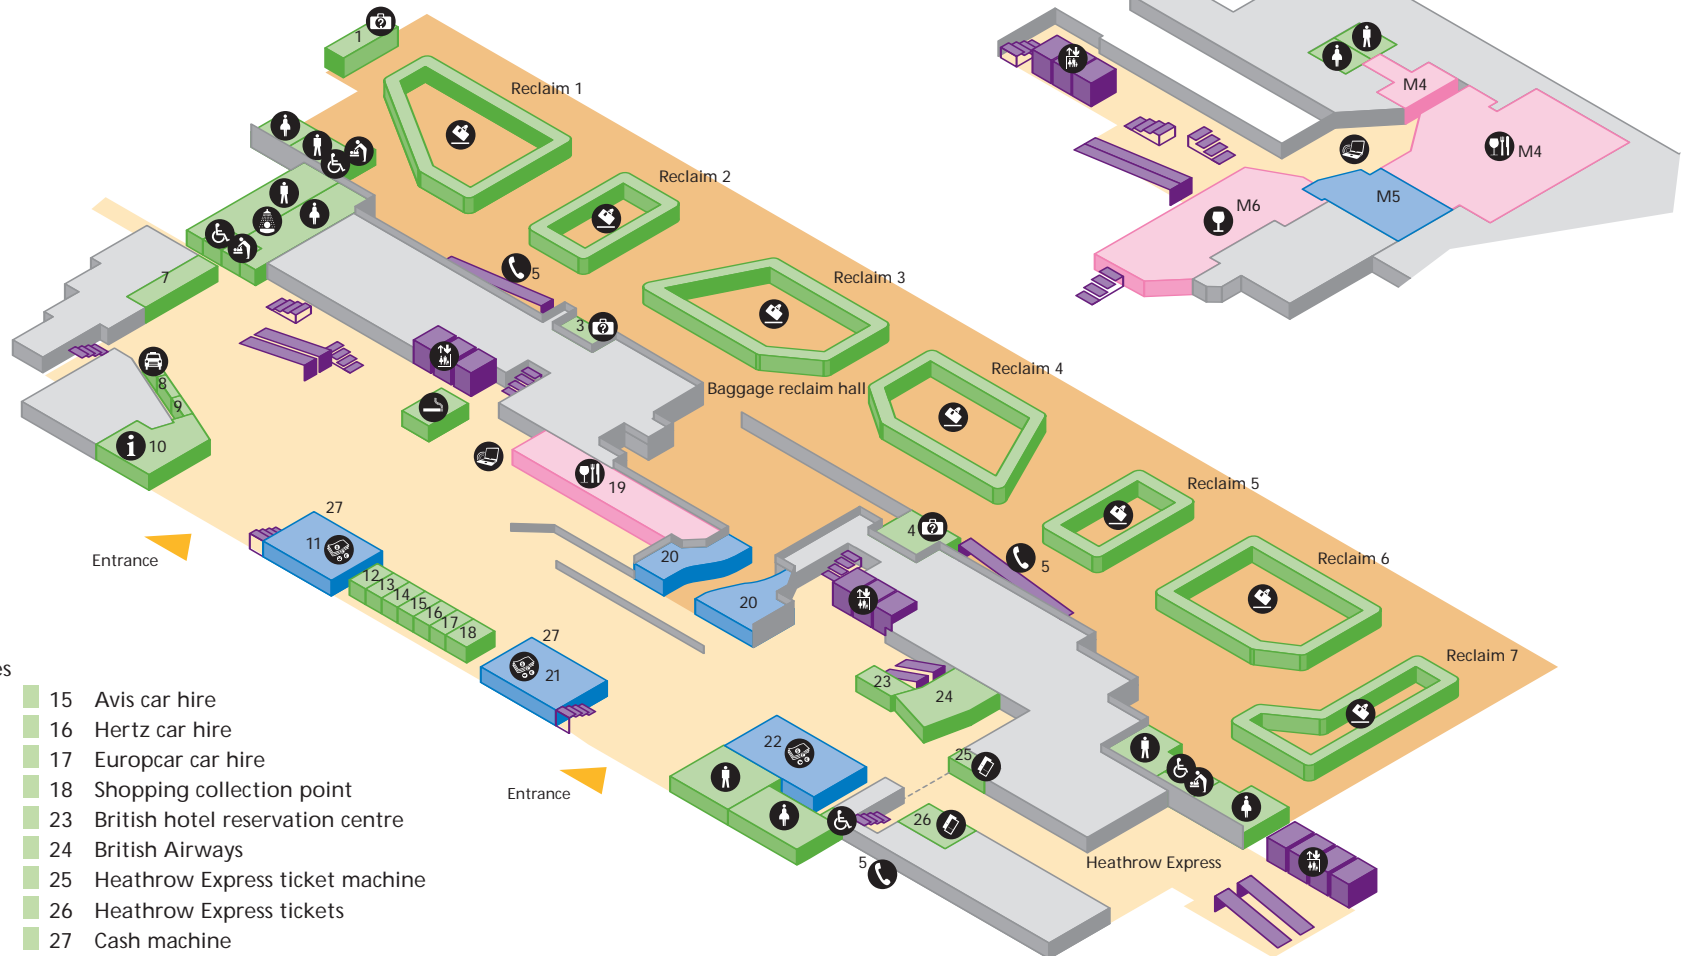 1
Reclaim 1
M4
M4
Reclaim 2
M5
M6
5
7
Reclaim 3
3
Reclaim 4
8
Baggage reclaim hall
9
10
19
Reclaim 5
27
4
11
Entrance
20
5
Reclaim 6
12
13
14
15
16
17
18
20
27
21
Reclaim 7
23
24
22
25
Entrance
26
5
Heathrow Express
es
15 Avis car hire
16 Hertz car hire
17 Europcar car hire
18 Shopping collection point
23 British hotel reservation centre
24 British Airways
25 Heathrow Express ticket machine
26 Heathrow Express tickets
27 Cash machine